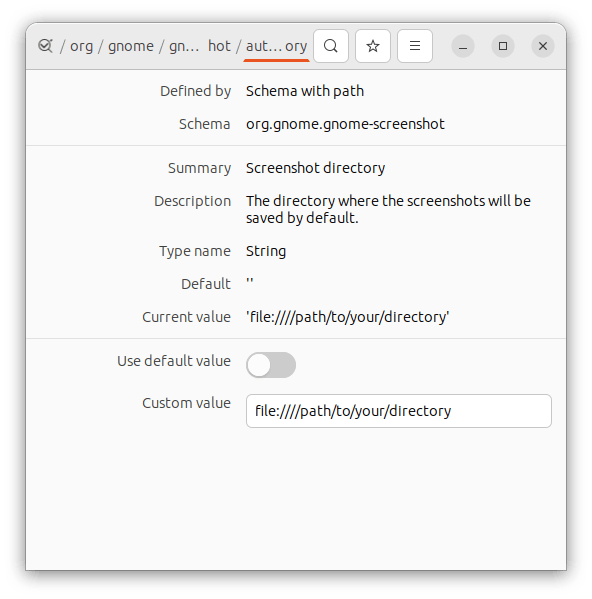 / org / gnome / gn… hot / aut…ory
Defined by Schema with path
Schema org.gnome.gnome-screenshot
Summary Screenshot directory
Description The directory where the screenshots will be
saved by default.
Type name String
Default ''
Current value 'file:////path/to/your/directory'
Use default value
Custom value file:////path/to/your/directory